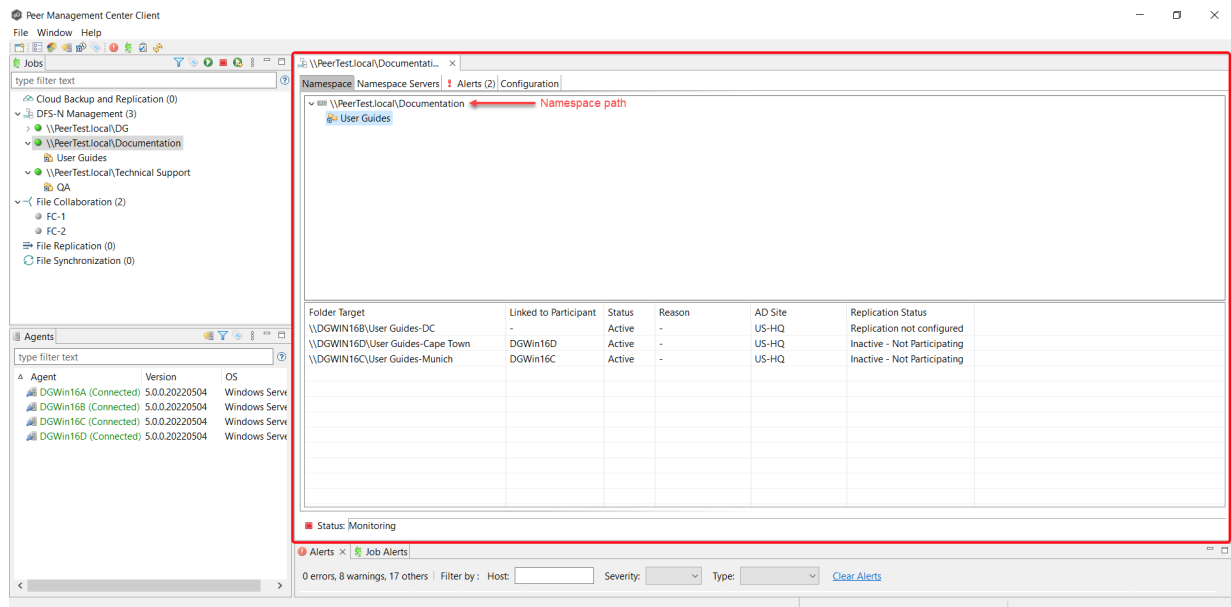 Peer Management Center Client
File Window Help
Jobs
type filter text
Cloud Backup and Replication (0)
DFS-N Management (3)
\\PeerTest.local\DG
\\PeerTest.local\Documentation
User Guides
\\PeerTest.local\Technical Support
QA
File Collaboration (2)
FC-1
FC-2
File Replication (0)
File Synchronization (0)
Agents
type filter text
Agent Version OS
DGWin16A (Connected) 5.0.0.20220504 Windows Serve
DGWin16B (Connected) 5.0.0.20220504 Windows Serve
DGWin16C (Connected) 5.0.0.20220504 Windows Serve
DGWin16D (Connected) 5.0.0.20220504 Windows Serve
\\PeerTest.local\Documentati...
Namespace Namespace Servers Alerts (2) Configuration
\\PeerTest.local\Documentation Namespace path
User Guides
Folder Target Linked to Participant Status Reason AD Site Replication Status
\\DGWIN16B\User Guides-DC - Active - US-HQ Replication not configured
\\DGWIN16D\User Guides-Cape Town DGWin16D Active - US-HQ Inactive - Not Participating
\\DGWIN16C\User Guides-Munich DGWin16C Active - US-HQ Inactive - Not Participating
Status: Monitoring
Alerts Job Alerts
0 errors, 8 warnings, 17 others Filter by : Host: Severity: Type: Clear Alerts